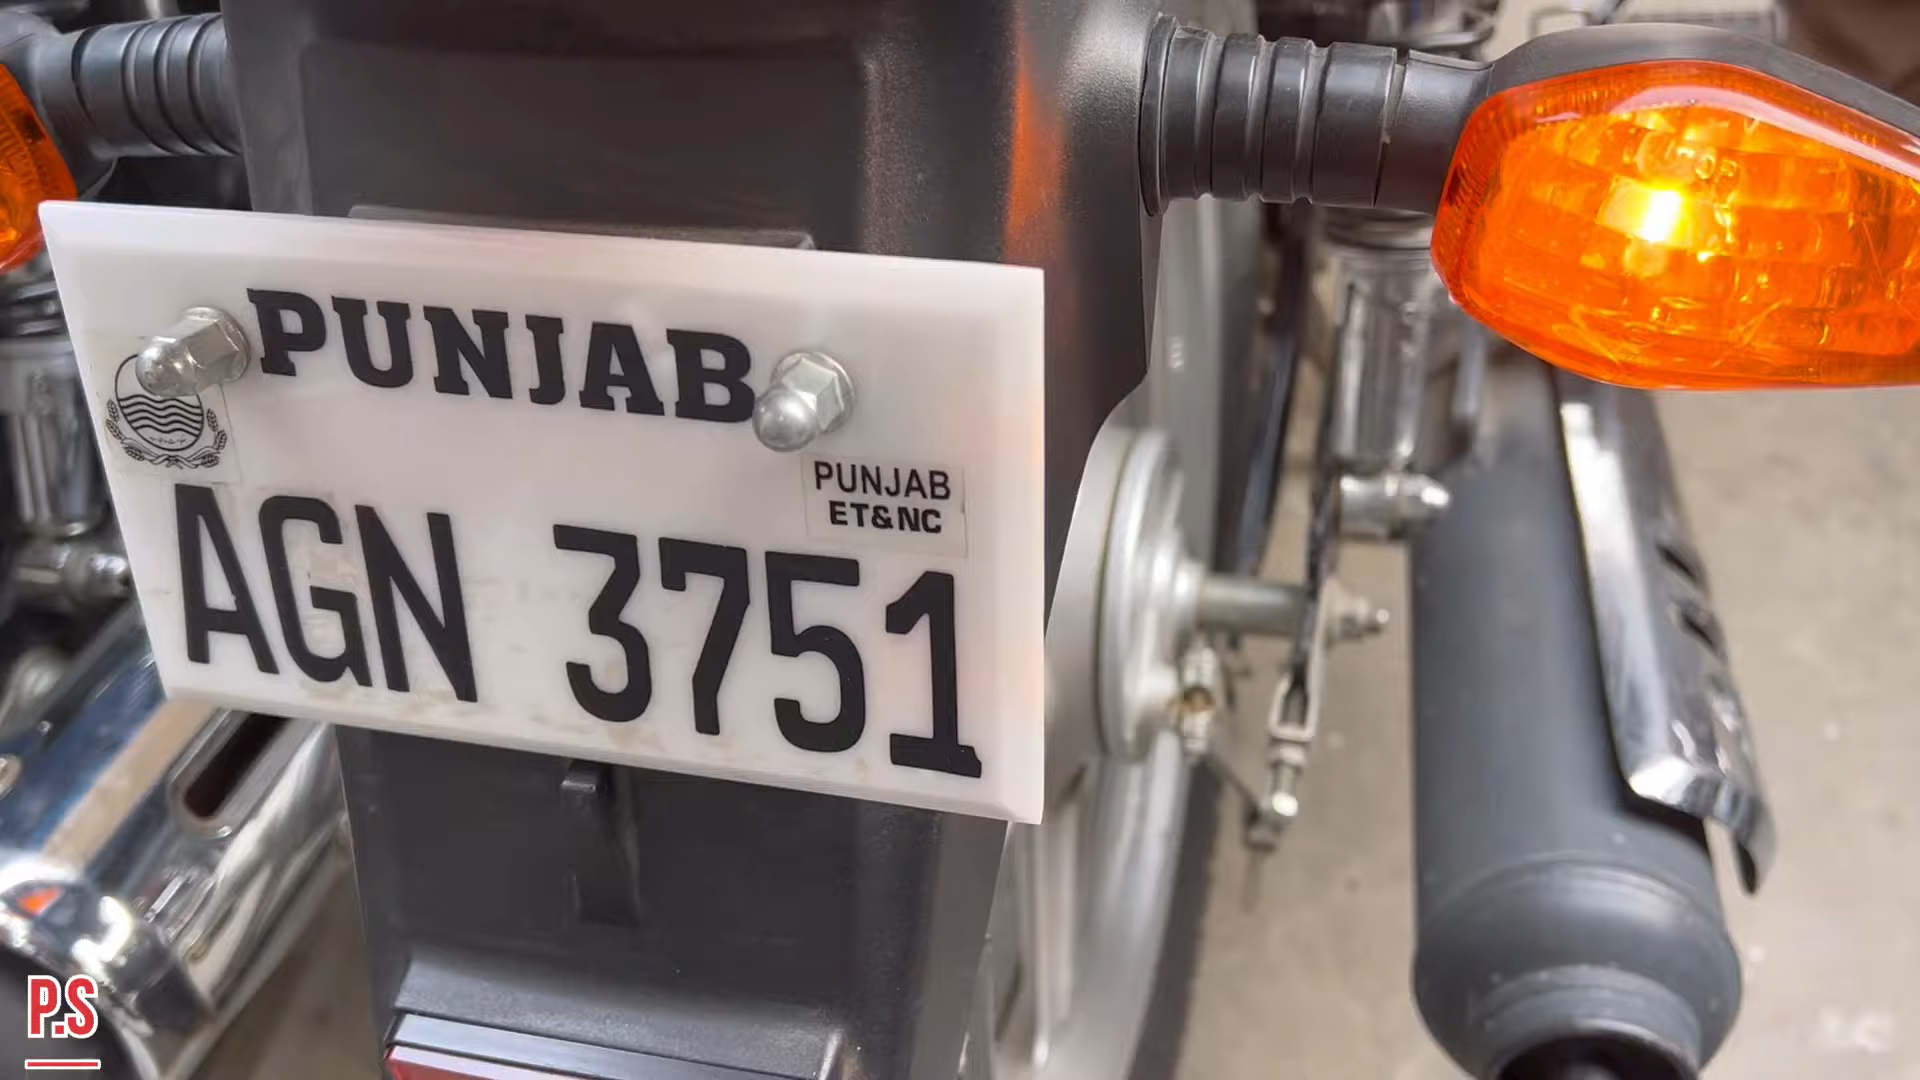 PUNJAB
PUNJAB
ET&NC
AGN 3751
P.S